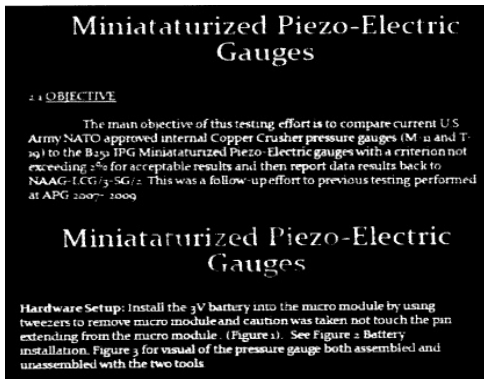 Miniataturized Piezo-Electric
Gauges
2.1 OBJECTIVE
The main objective of this testing effort is to compare current U S
Army NATO approved internal Copper Crusher pressure gauges (M-11 and T-
19) to the B251 IPG Miniataturized Piezo-Electric gauges with a criterion not
exceeding 2% for acceptable results and then report data results back to
NAAG-LCG/3-SG/2. This was a follow-up effort to previous testing performed
at APG 2007- 2009
Miniataturized Piezo-Electric
Gauges
Hardware Setup: Install the 3V battery into the micro module by using
tweezers to remove micro module and caution was taken not touch the pin
extending from the micro module . (Figure 1). See Figure 2 Battery
installation. Figure 3 for visual of the pressure gauge both assembled and
unassembled with the two tools